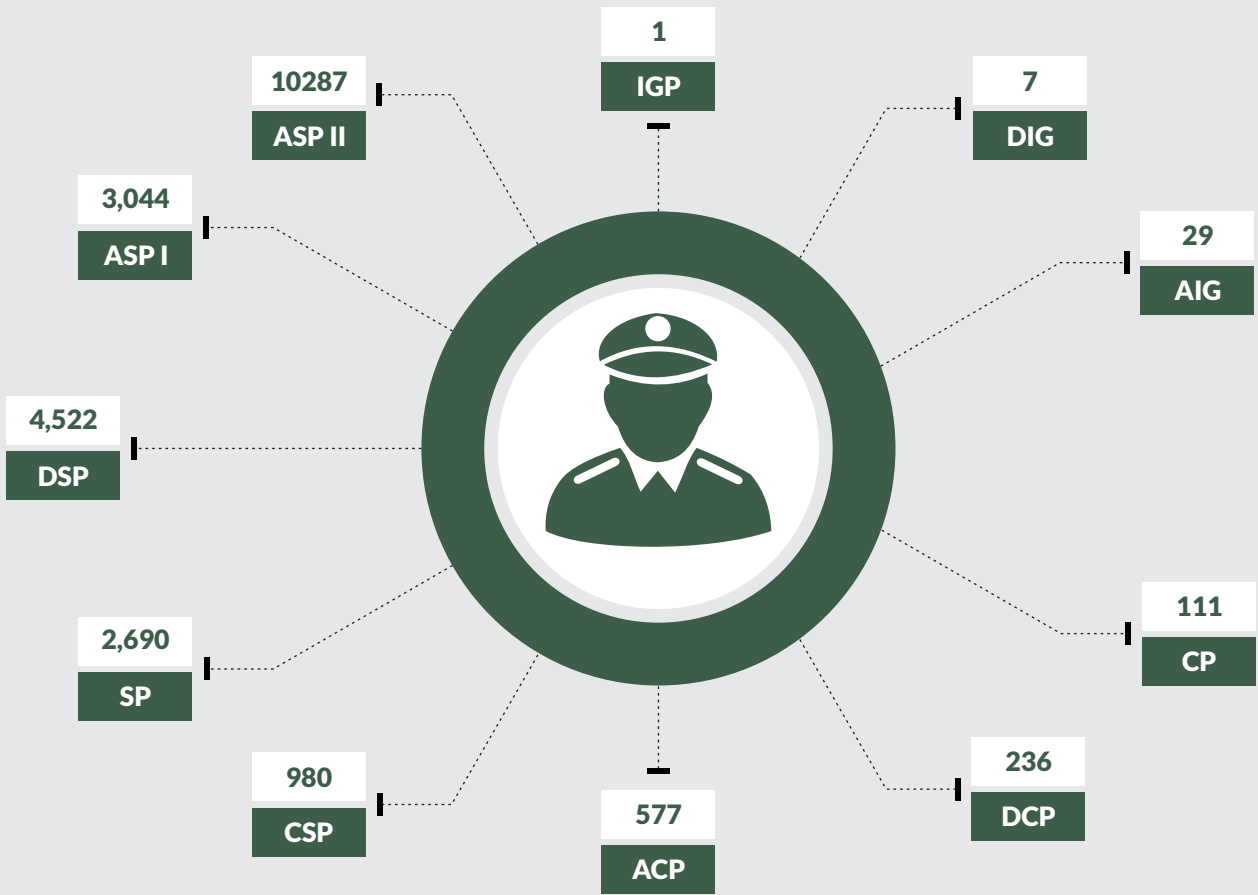 1
IGP
7
DIG
29
AIG
111
CP
236
DCP
577
ACP
980
CSP
2,690
SP
4,522
DSP
3,044
ASP I
10287
ASP II